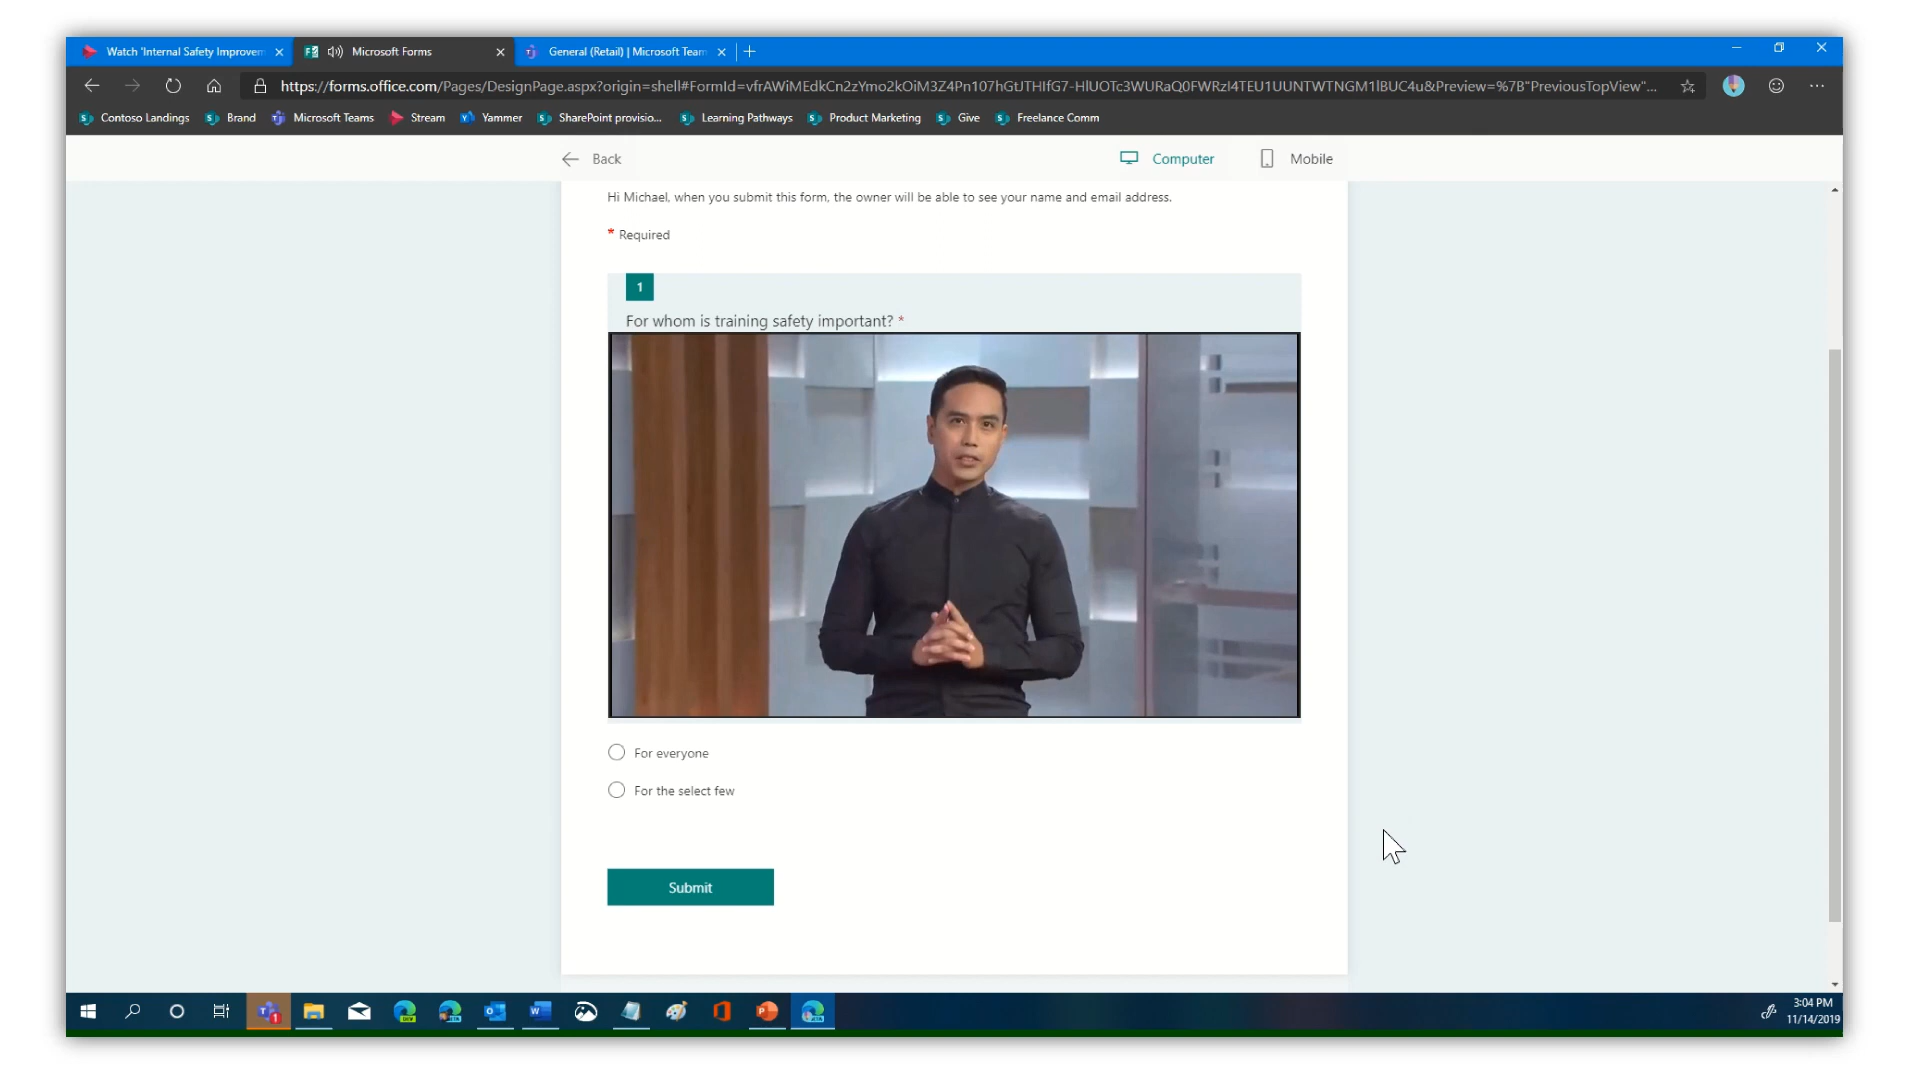 Watch 'Internal Safety Improvem
Microsoft Forms
General (Retail) | Microsoft Team
https://forms.office.com/Pages/DesignPage.aspx?origin=shell#FormId=vfrAWiMEdkCn2zYmo2kOiM3Z4Pn107hGtJTHIfG7-HlUOTc3WURaQ0FWRzI4TEU1UUNTWTNGM1lBUC4u&Preview=%7B"PreviousTopView"...
Contoso Landings
Brand
Microsoft Teams
Stream
Yammer
SharePoint provisio...
Learning Pathways
Product Marketing
Give
Freelance Comm
Back
Computer
Mobile
Hi Michael, when you submit this form, the owner will be able to see your name and email address.
* Required
1
For whom is training safety important? *
For everyone
For the select few
Submit
3:04 PM
11/14/2019